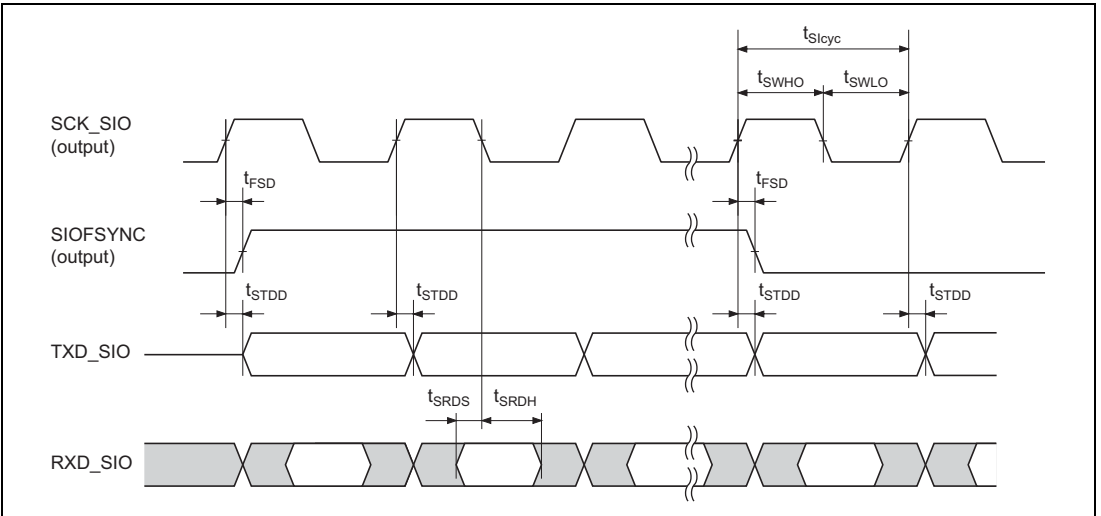 tSIcyc
tSWHO tSWLO
SCK_SIO
(output)
tFSD tFSD
SIOFSYNC
(output)
tSTDD tSTDD tSTDD tSTDD
TXD_SIO
tSRDS tSRDH
RXD_SIO